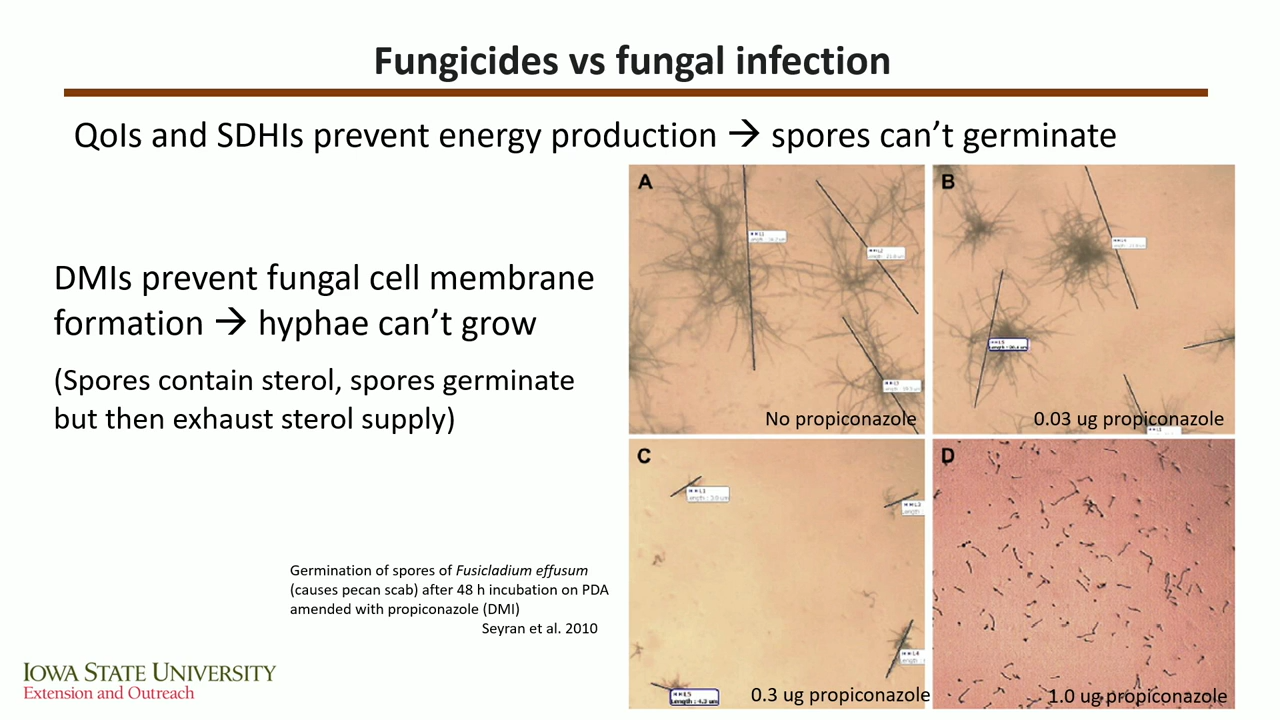 Fungicides vs fungal infection
QoIs and SDHIs prevent energy production → spores can’t germinate
DMIs prevent fungal cell membrane
formation → hyphae can’t grow
(Spores contain sterol, spores germinate
but then exhaust sterol supply)
A
No propiconazole
B
0.03 ug propiconazole
C
0.3 ug propiconazole
D
1.0 ug propiconazole
Germination of spores of Fusicladium effusum
(causes pecan scab) after 48 h incubation on PDA
amended with propiconazole (DMI)
Seyran et al. 2010
IOWA STATE UNIVERSITY
Extension and Outreach